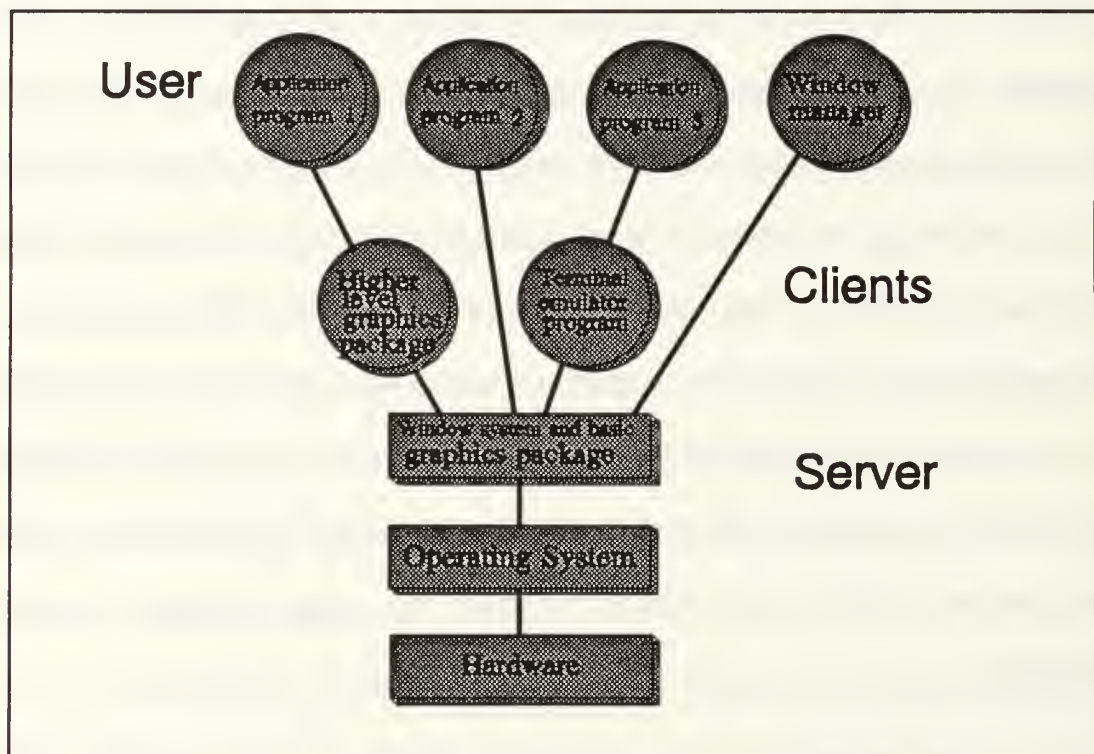 User
Application
program 1
Application
program 2
Application
program 3
Window
manager
Higher
level
graphics
package
Terminal
emulator
program
Clients
Window system and basic
graphics package
Server
Operating System
Hardware